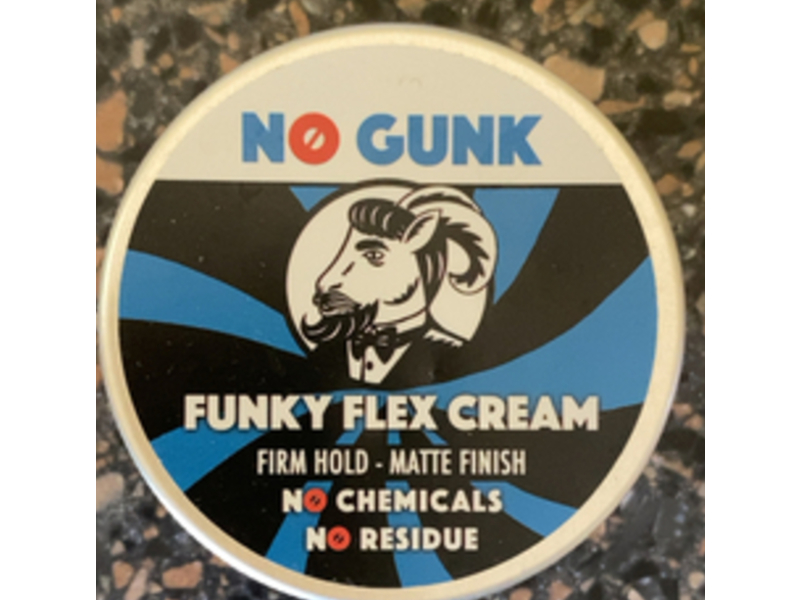 NO GUNK
FUNKY FLEX CREAM
FIRM HOLD - MATTE FINISH
NO CHEMICALS
NO RESIDUE